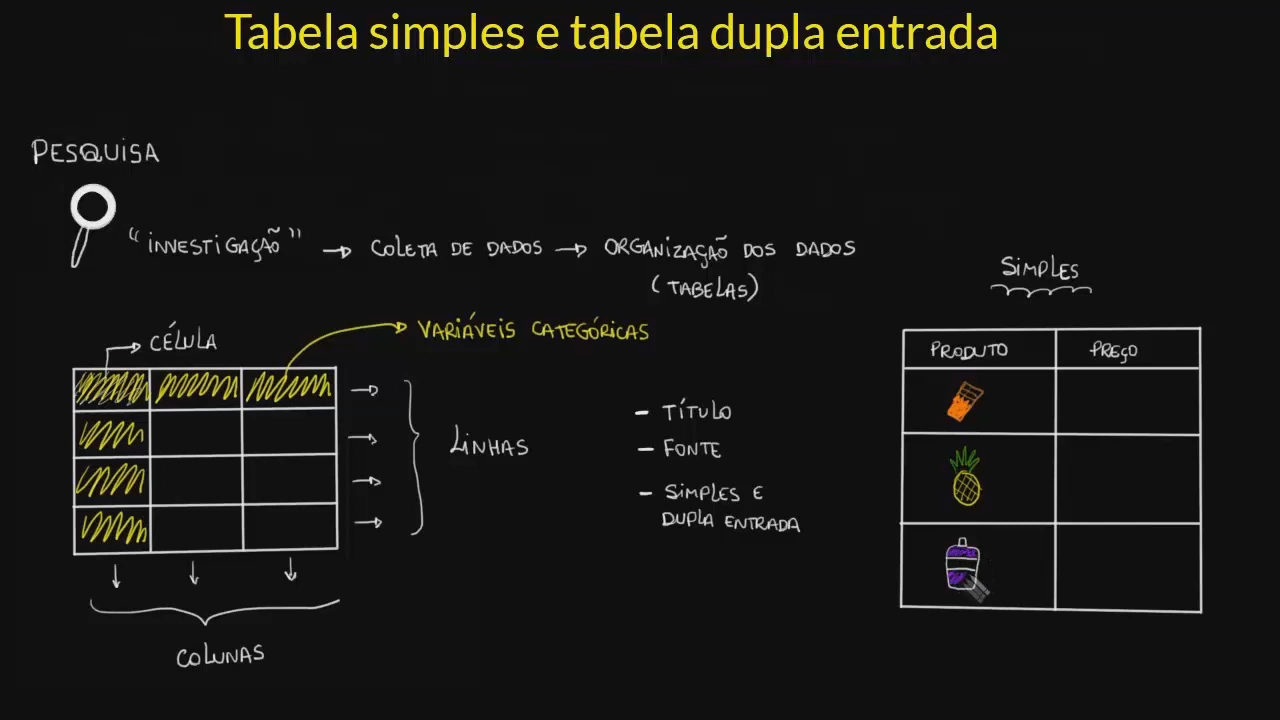 Tabela simples e tabela dupla entrada
PESQUISA
"INVESTIGAÇÃO" → COLETA DE DADOS → ORGANIZAÇÃO DOS DADOS
(TABELAS)
SIMPLES
CÉLULA
VARIÁVEIS CATEGÓRICAS
PRODUTO PREÇO
LINHAS
- TÍTULO
- FONTE
- SIMPLES E
DUPLA ENTRADA
COLUNAS